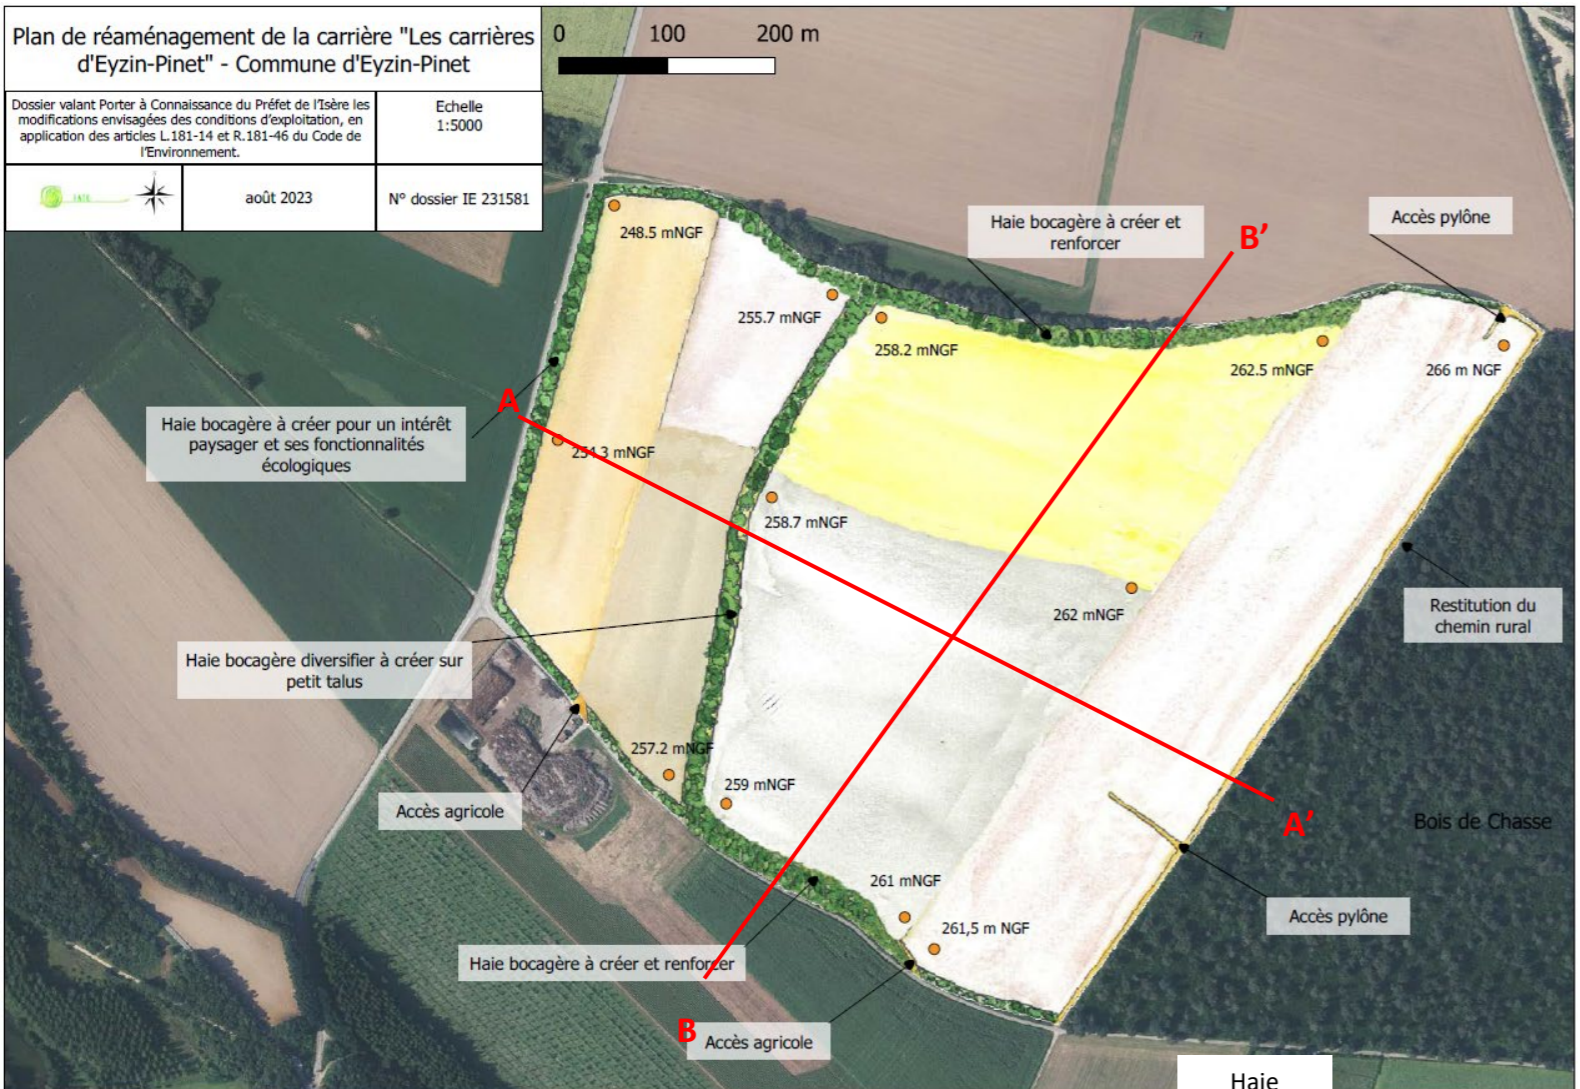 Plan de réaménagement de la carrière "Les carrières
d'Eyzin-Pinet" - Commune d'Eyzin-Pinet
Dossier valant Porter à Connaissance du Préfet de l'Isère les
modifications envisagées des conditions d'exploitation, en
application des articles L.181-14 et R.181-46 du Code de
l'Environnement.
Echelle
1:5000
août 2023
N° dossier IE 231581
0 100 200 m
248.5 mNGF
Haie bocagère à créer et
renforcer
B'
Accès pylône
255.7 mNGF
258.2 mNGF
262.5 mNGF
266 m NGF
Haie bocagère à créer pour un intérêt
paysager et ses fonctionnalités
écologiques
A
254.3 mNGF
258.7 mNGF
262 mNGF
Restitution du
chemin rural
Haie bocagère diversifier à créer sur
petit talus
257.2 mNGF
259 mNGF
Accès agricole
A'
Bois de Chasse
261 mNGF
261,5 m NGF
Accès pylône
Haie bocagère à créer et renforcer
B
Accès agricole
Haie